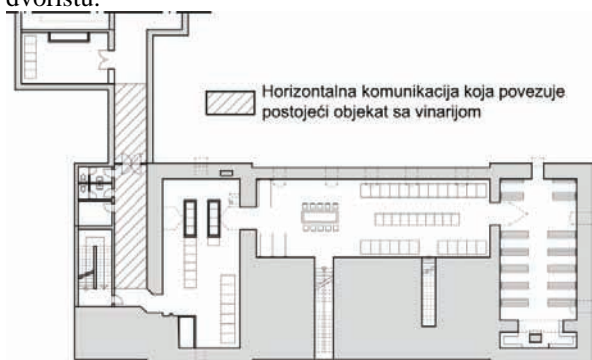 dvorištu.
Horizontalna komunikacija koja povezuje
postojeći objekat sa vinarijom